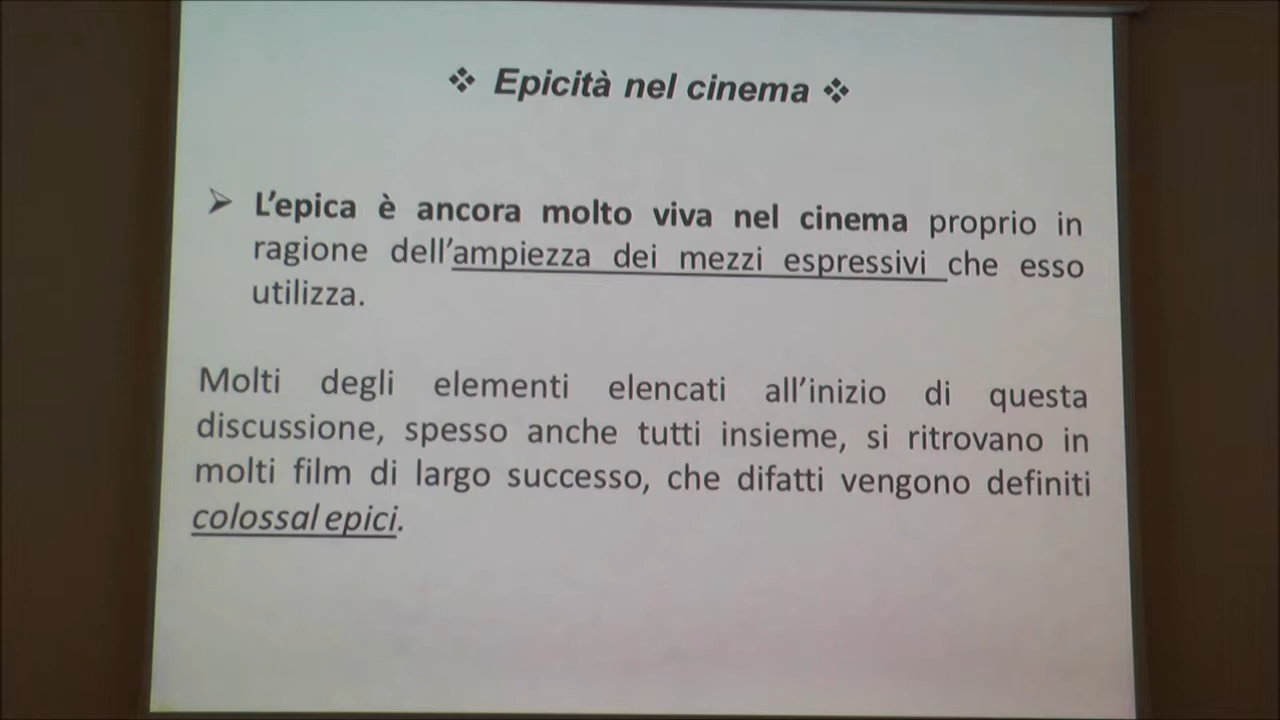 ❖ Epicità nel cinema ❖
➢ L'epica è ancora molto viva nel cinema proprio in
ragione dell'ampiezza dei mezzi espressivi che esso
utilizza.
Molti degli elementi elencati all'inizio di questa
discussione, spesso anche tutti insieme, si ritrovano in
molti film di largo successo, che difatti vengono definiti
colossal epici.